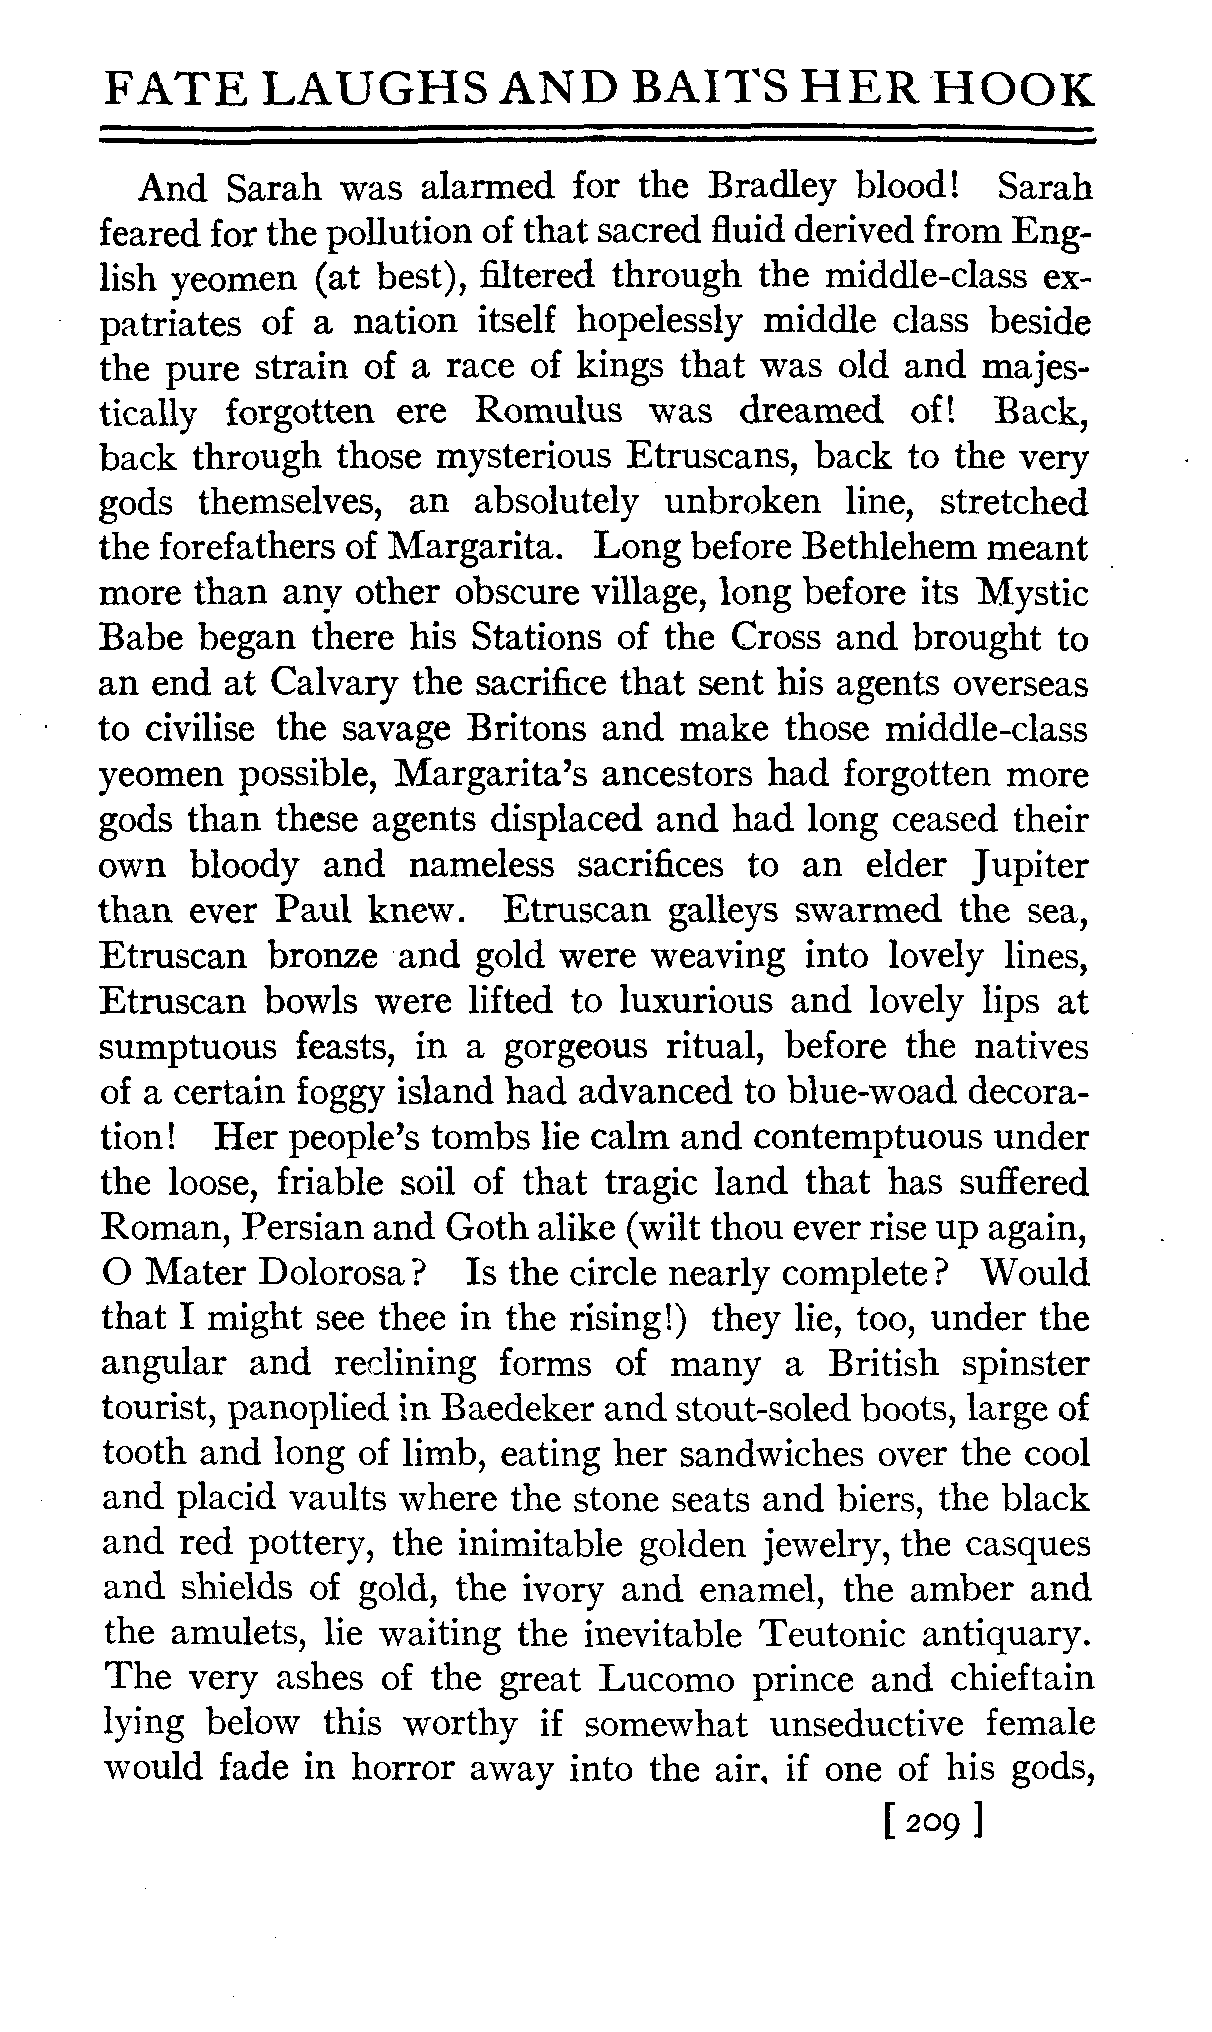 FATE LAUGHS AND BAITS HER HOOK
And Sarah was alarmed for the Bradley blood! Sarah
feared for the pollution of that sacred fluid derived from Eng-
lish yeomen (at best), filtered through the middle-class ex-
patriates of a nation itself hopelessly middle class beside
the pure strain of a race of kings that was old and majes-
tically forgotten ere Romulus was dreamed of! Back,
back through those mysterious Etruscans, back to the very
gods themselves, an absolutely unbroken line, stretched
the forefathers of Margarita. Long before Bethlehem meant
more than any other obscure village, long before its Mystic
Babe began there his Stations of the Cross and brought to
an end at Calvary the sacrifice that sent his agents overseas
to civilise the savage Britons and make those middle-class
yeomen possible, Margarita's ancestors had forgotten more
gods than these agents displaced and had long ceased their
own bloody and nameless sacrifices to an elder Jupiter
than ever Paul knew. Etruscan galleys swarmed the sea,
Etruscan bronze and gold were weaving into lovely lines,
Etruscan bowls were lifted to luxurious and lovely lips at
sumptuous feasts, in a gorgeous ritual, before the natives
of a certain foggy island had advanced to blue-woad decora-
tion! Her people's tombs lie calm and contemptuous under
the loose, friable soil of that tragic land that has suffered
Roman, Persian and Goth alike (wilt thou ever rise up again,
O Mater Dolorosa? Is the circle nearly complete? Would
that I might see thee in the rising!) they lie, too, under the
angular and reclining forms of many a British spinster
tourist, panoplied in Baedeker and stout-soled boots, large of
tooth and long of limb, eating her sandwiches over the cool
and placid vaults where the stone seats and biers, the black
and red pottery, the inimitable golden jewelry, the casques
and shields of gold, the ivory and enamel, the amber and
the amulets, lie waiting the inevitable Teutonic antiquary.
The very ashes of the great Lucomo prince and chieftain
lying below this worthy if somewhat unseductive female
would fade in horror away into the air, if one of his gods,
[ 209 ]